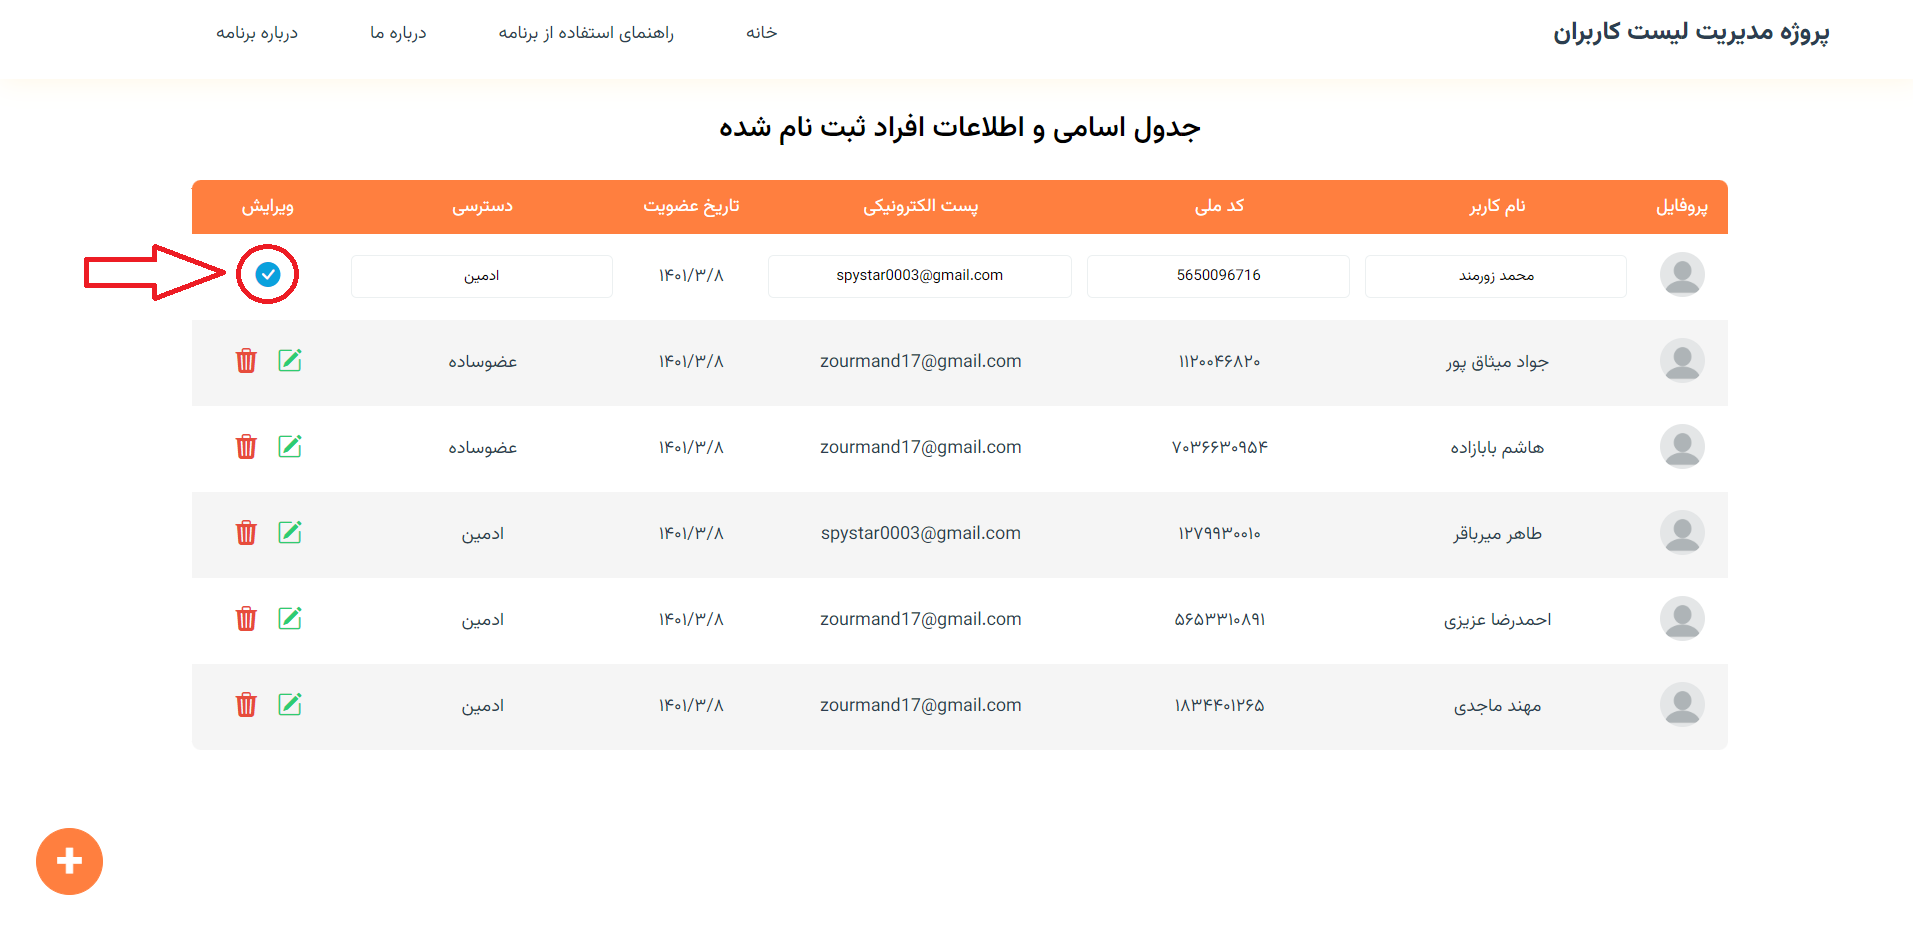 پروژه مدیریت لیست کاربران
خانه راهنمای استفاده از برنامه درباره ما درباره برنامه
جدول اسامی و اطلاعات افراد ثبت نام شده
پروفایل نام کاربر کد ملی پست الکترونیکی تاریخ عضویت دسترسی ویرایش
محمد زورمند 5650096716 spystar0003@gmail.com ۱۴۰۱/۳/۸ ادمین
جواد میثاق پور ۱۱۲۰۰۴۶۸۲۰ zourmand17@gmail.com ۱۴۰۱/۳/۸ عضوساده
هاشم بابازاده ۷۰۳۶۶۳۰۹۵۴ zourmand17@gmail.com ۱۴۰۱/۳/۸ عضوساده
طاهر میرباقر ۱۲۷۹۹۳۰۰۱۰ spystar0003@gmail.com ۱۴۰۱/۳/۸ ادمین
احمدرضا عزیزی ۵۶۵۳۳۱۰۸۹۱ zourmand17@gmail.com ۱۴۰۱/۳/۸ ادمین
مهند ماجدی ۱۸۳۴۴۰۱۲۶۵ zourmand17@gmail.com ۱۴۰۱/۳/۸ ادمین